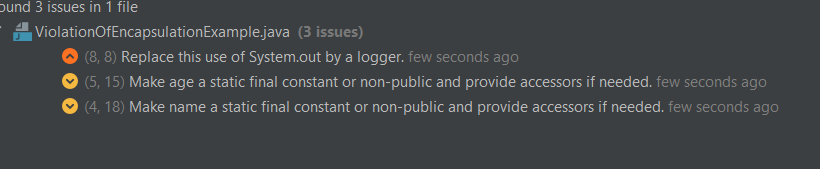 ound 3 issues in 1 file
ViolationOfEncapsulationExample.java (3 issues)
(8, 8) Replace this use of System.out by a logger. few seconds ago
(5, 15) Make age a static final constant or non-public and provide accessors if needed. few seconds ago
(4, 18) Make name a static final constant or non-public and provide accessors if needed. few seconds ago